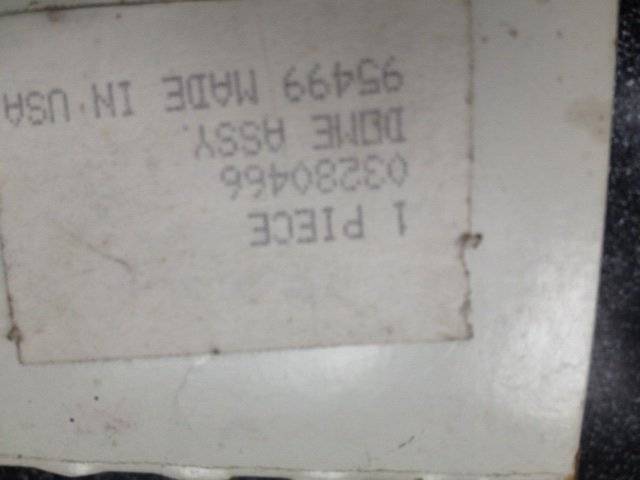 1 PIECE
03280466
DOME ASSY.
95499 MADE IN USA